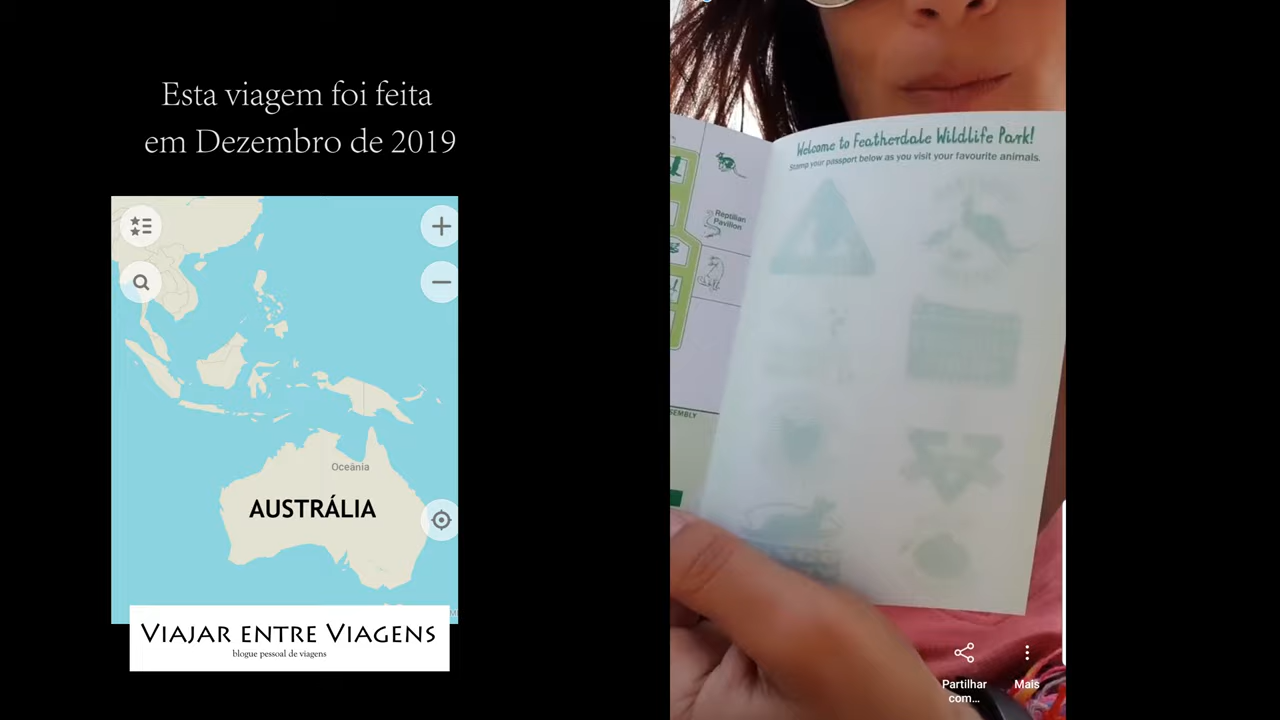 Esta viagem foi feita
em Dezembro de 2019
Oceânia
AUSTRÁLIA
VIAJAR ENTRE VIAGENS
blogue pessoal de viagens
Welcome to Featherdale Wildlife Park!
Stamp your passport below as you visit your favourite animals.
Reptilian
Pavilion
Partilhar
com...
Mais